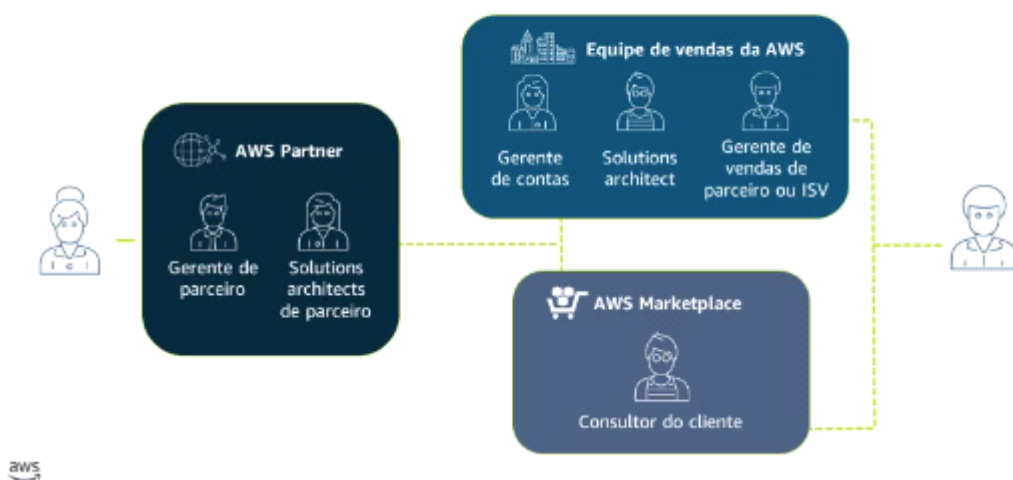 Equipe de vendas da AWS
Gerente
de contas
Solutions
architect
Gerente de
vendas de
parceiro ou ISV
AWS Partner
Gerente de
parceiro
Solutions
architects
de parceiro
AWS Marketplace
Consultor do cliente
aws